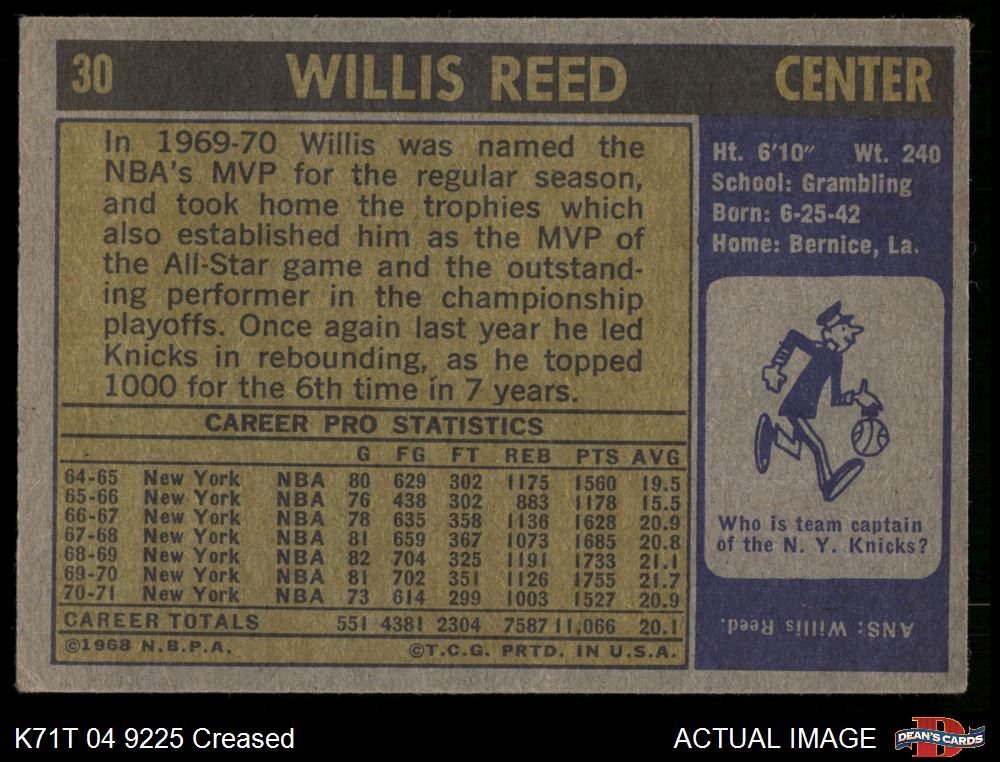 30 WILLIS REED CENTER
In 1969-70 Willis was named the
NBA's MVP for the regular season,
and took home the trophies which
also established him as the MVP of
the All-Star game and the outstand-
ing performer in the championship
playoffs. Once again last year he led
Knicks in rebounding, as he topped
1000 for the 6th time in 7 years.
CAREER PRO STATISTICS
G FG FT REB PTS AVG
64-65 New York NBA 80 629 302 1175 1560 19.5
65-66 New York NBA 76 438 302 883 1178 15.5
66-67 New York NBA 78 635 358 1136 1628 20.9
67-68 New York NBA 81 659 367 1073 1685 20.8
68-69 New York NBA 82 704 325 1191 1733 21.1
69-70 New York NBA 81 702 351 1126 1755 21.7
70-71 New York NBA 73 614 299 1003 1527 20.9
CAREER TOTALS 551 4381 2304 7587 11,066 20.1
©1968 N.B.P.A. ©T.C.G. PRTD. IN U.S.A.
Ht. 6'10" Wt. 240
School: Grambling
Born: 6-25-42
Home: Bernice, La.
Who is team captain
of the N. Y. Knicks?
ANS: Willis Reed.
K71T 04 9225 Creased
ACTUAL IMAGE
D
DEAN'S CARDS